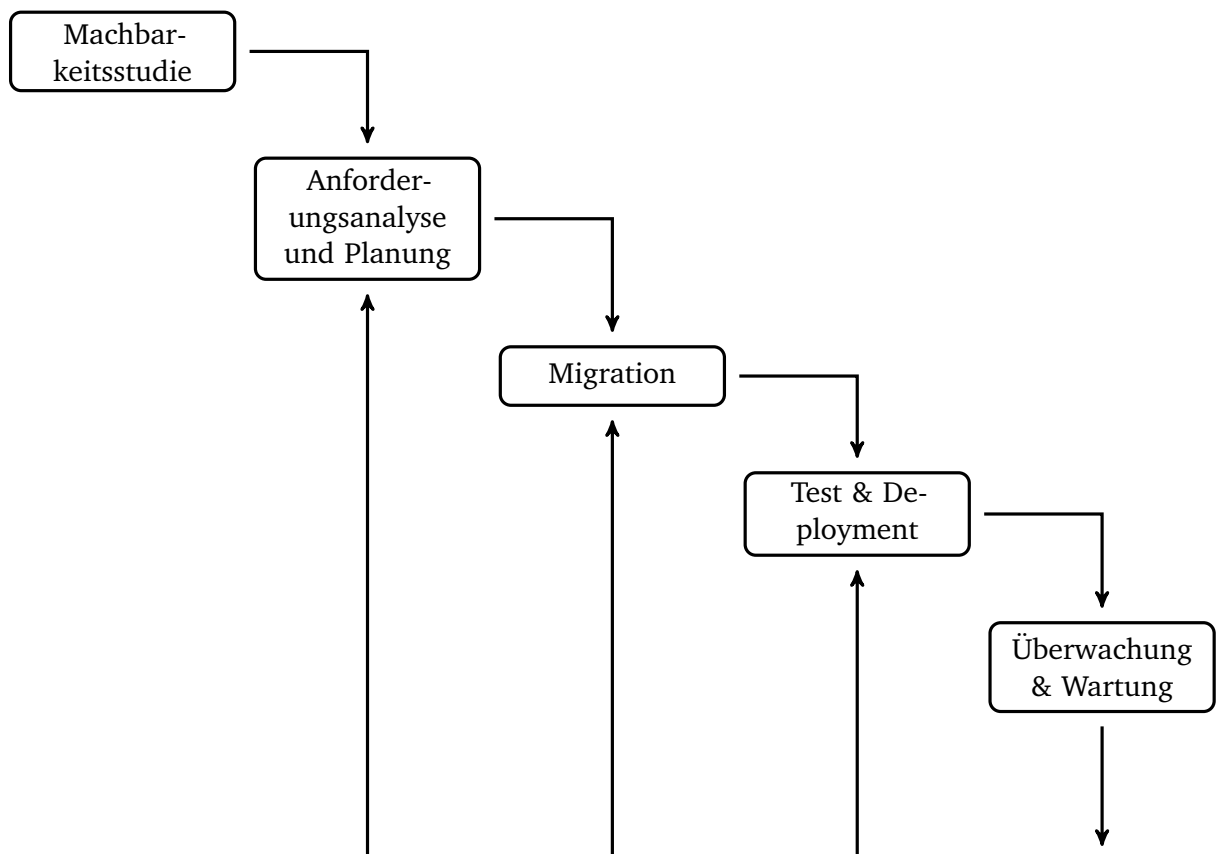 Machbar-
keitsstudie
Anforder-
ungsanalyse
und Planung
Migration
Test & De-
ployment
Überwachung
& Wartung